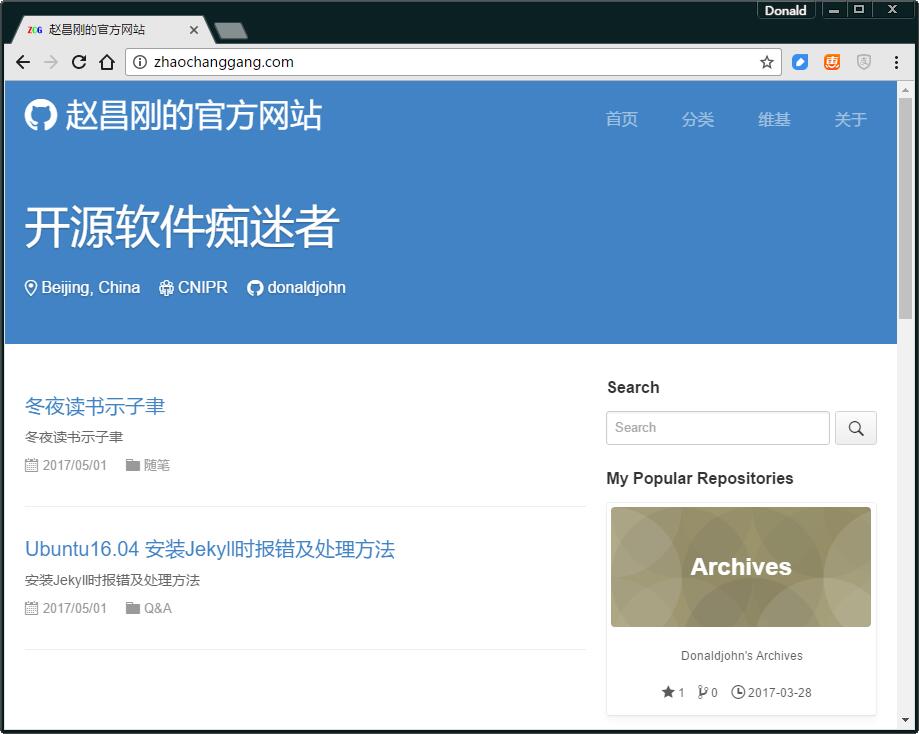 Donald
ZCG 赵昌刚的官方网站
zhaochanggang.com
赵昌刚的官方网站
首页 分类 维基 关于
开源软件痴迷者
Beijing, China CNIPR donaldjohn
冬夜读书示子聿
冬夜读书示子聿
2017/05/01 随笔
Ubuntu16.04 安装Jekyll时报错及处理方法
安装Jekyll时报错及处理方法
2017/05/01 Q&A
Search
Search
My Popular Repositories
Archives
Donaldjohn's Archives
1 0 2017-03-28